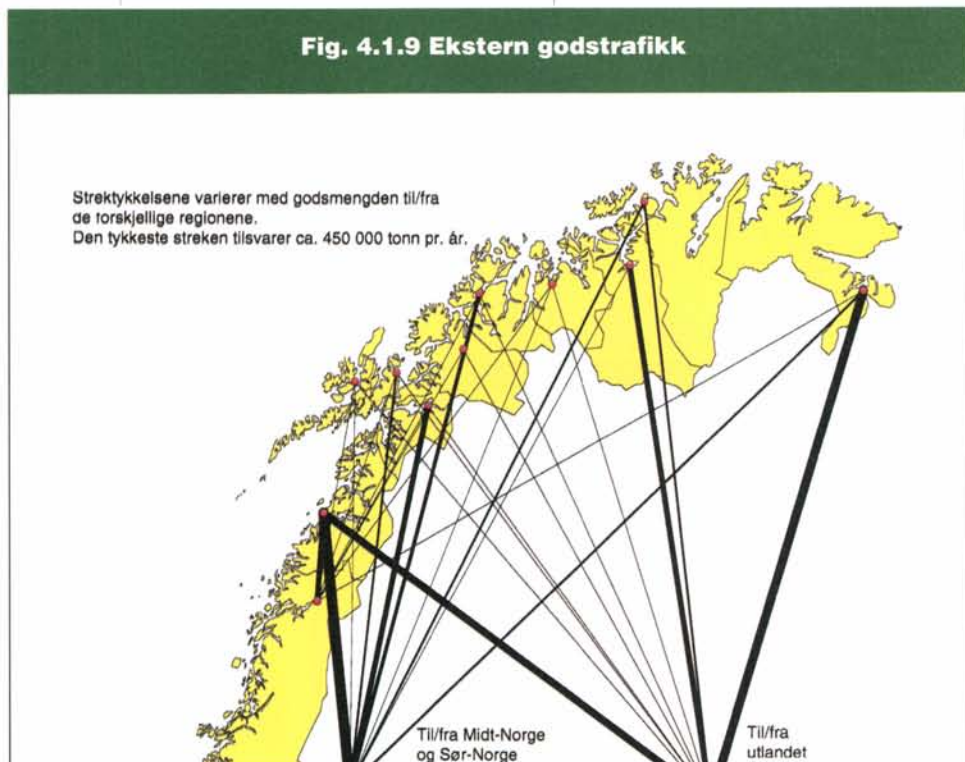 Fig. 4.1.9 Ekstern godstrafikk
Strektykkelsene varierer med godsmengden til/fra
de forskjellige regionene.
Den tykkeste streken tilsvarer ca. 450 000 tonn pr. år.
Til/fra Midt-Norge
og Sør-Norge
Til/fra
utlandet